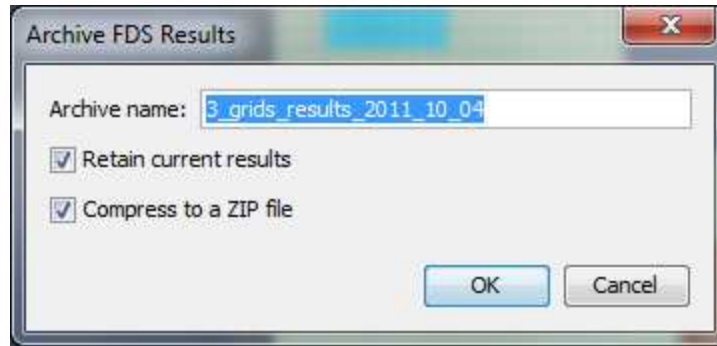 Archive FDS Results
Archive name: 3_grids_results_2011_10_04
Retain current results
Compress to a ZIP file
OK Cancel